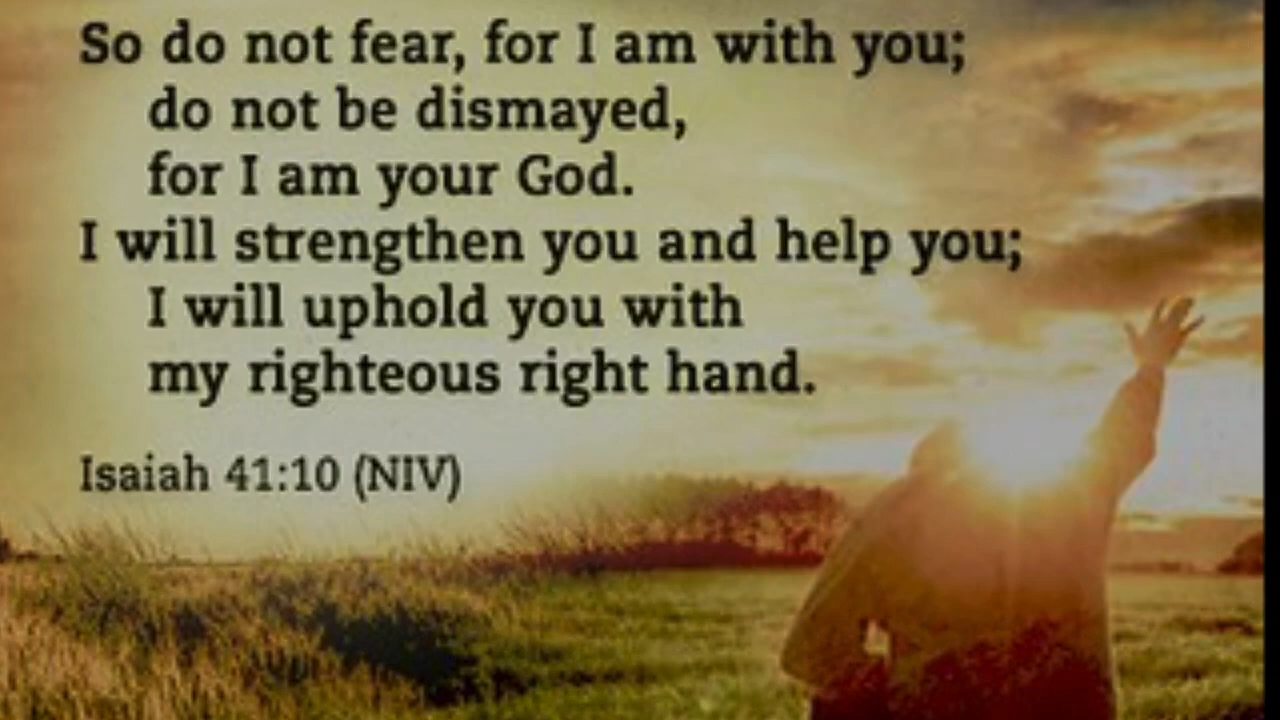 So do not fear, for I am with you;
do not be dismayed,
for I am your God.
I will strengthen you and help you;
I will uphold you with
my righteous right hand.
Isaiah 41:10 (NIV)